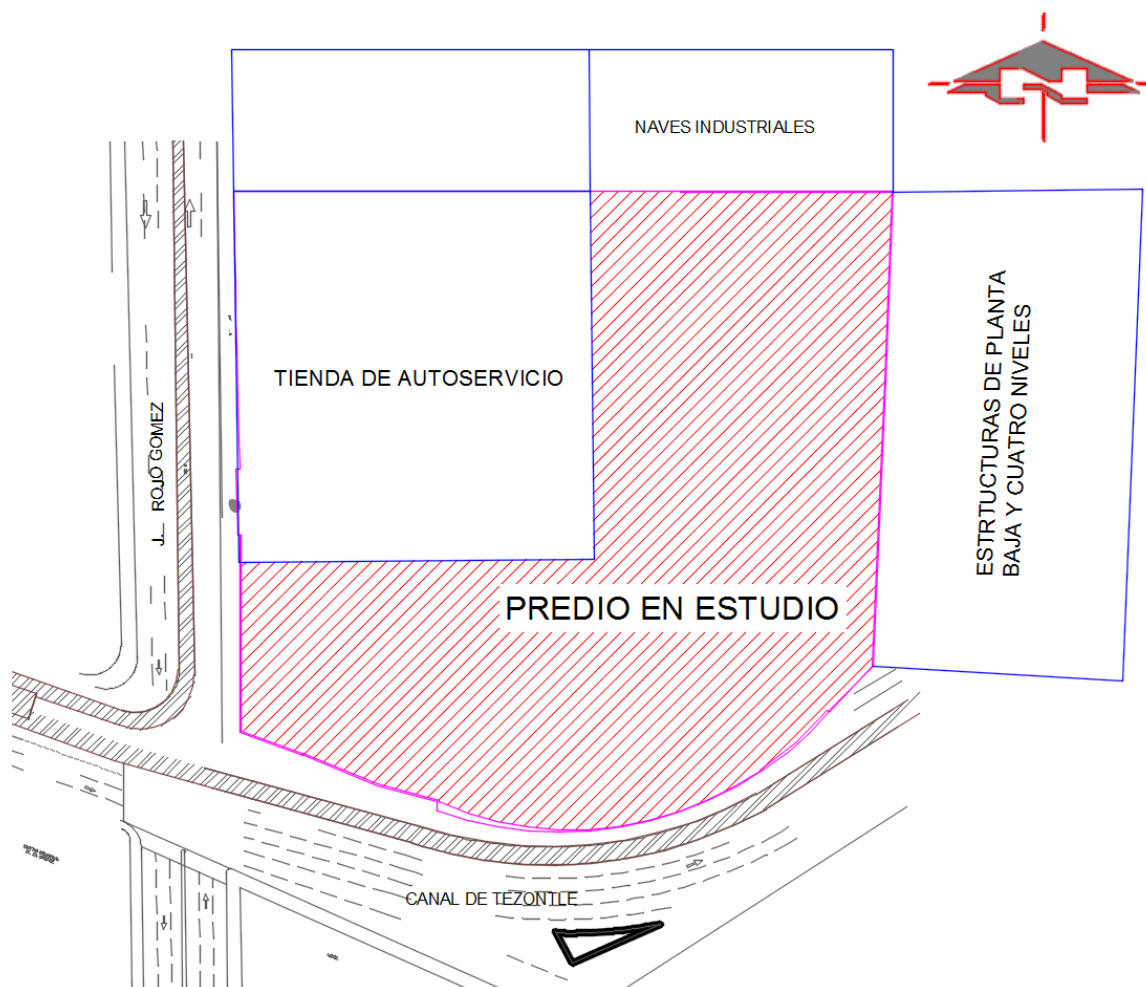 NAVES INDUSTRIALES
TIENDA DE AUTOSERVICIO
J. ROJO GOMEZ
ESTRTUCTURAS DE PLANTA
BAJA Y CUATRO NIVELES
PREDIO EN ESTUDIO
CANAL DE TEZONTLE